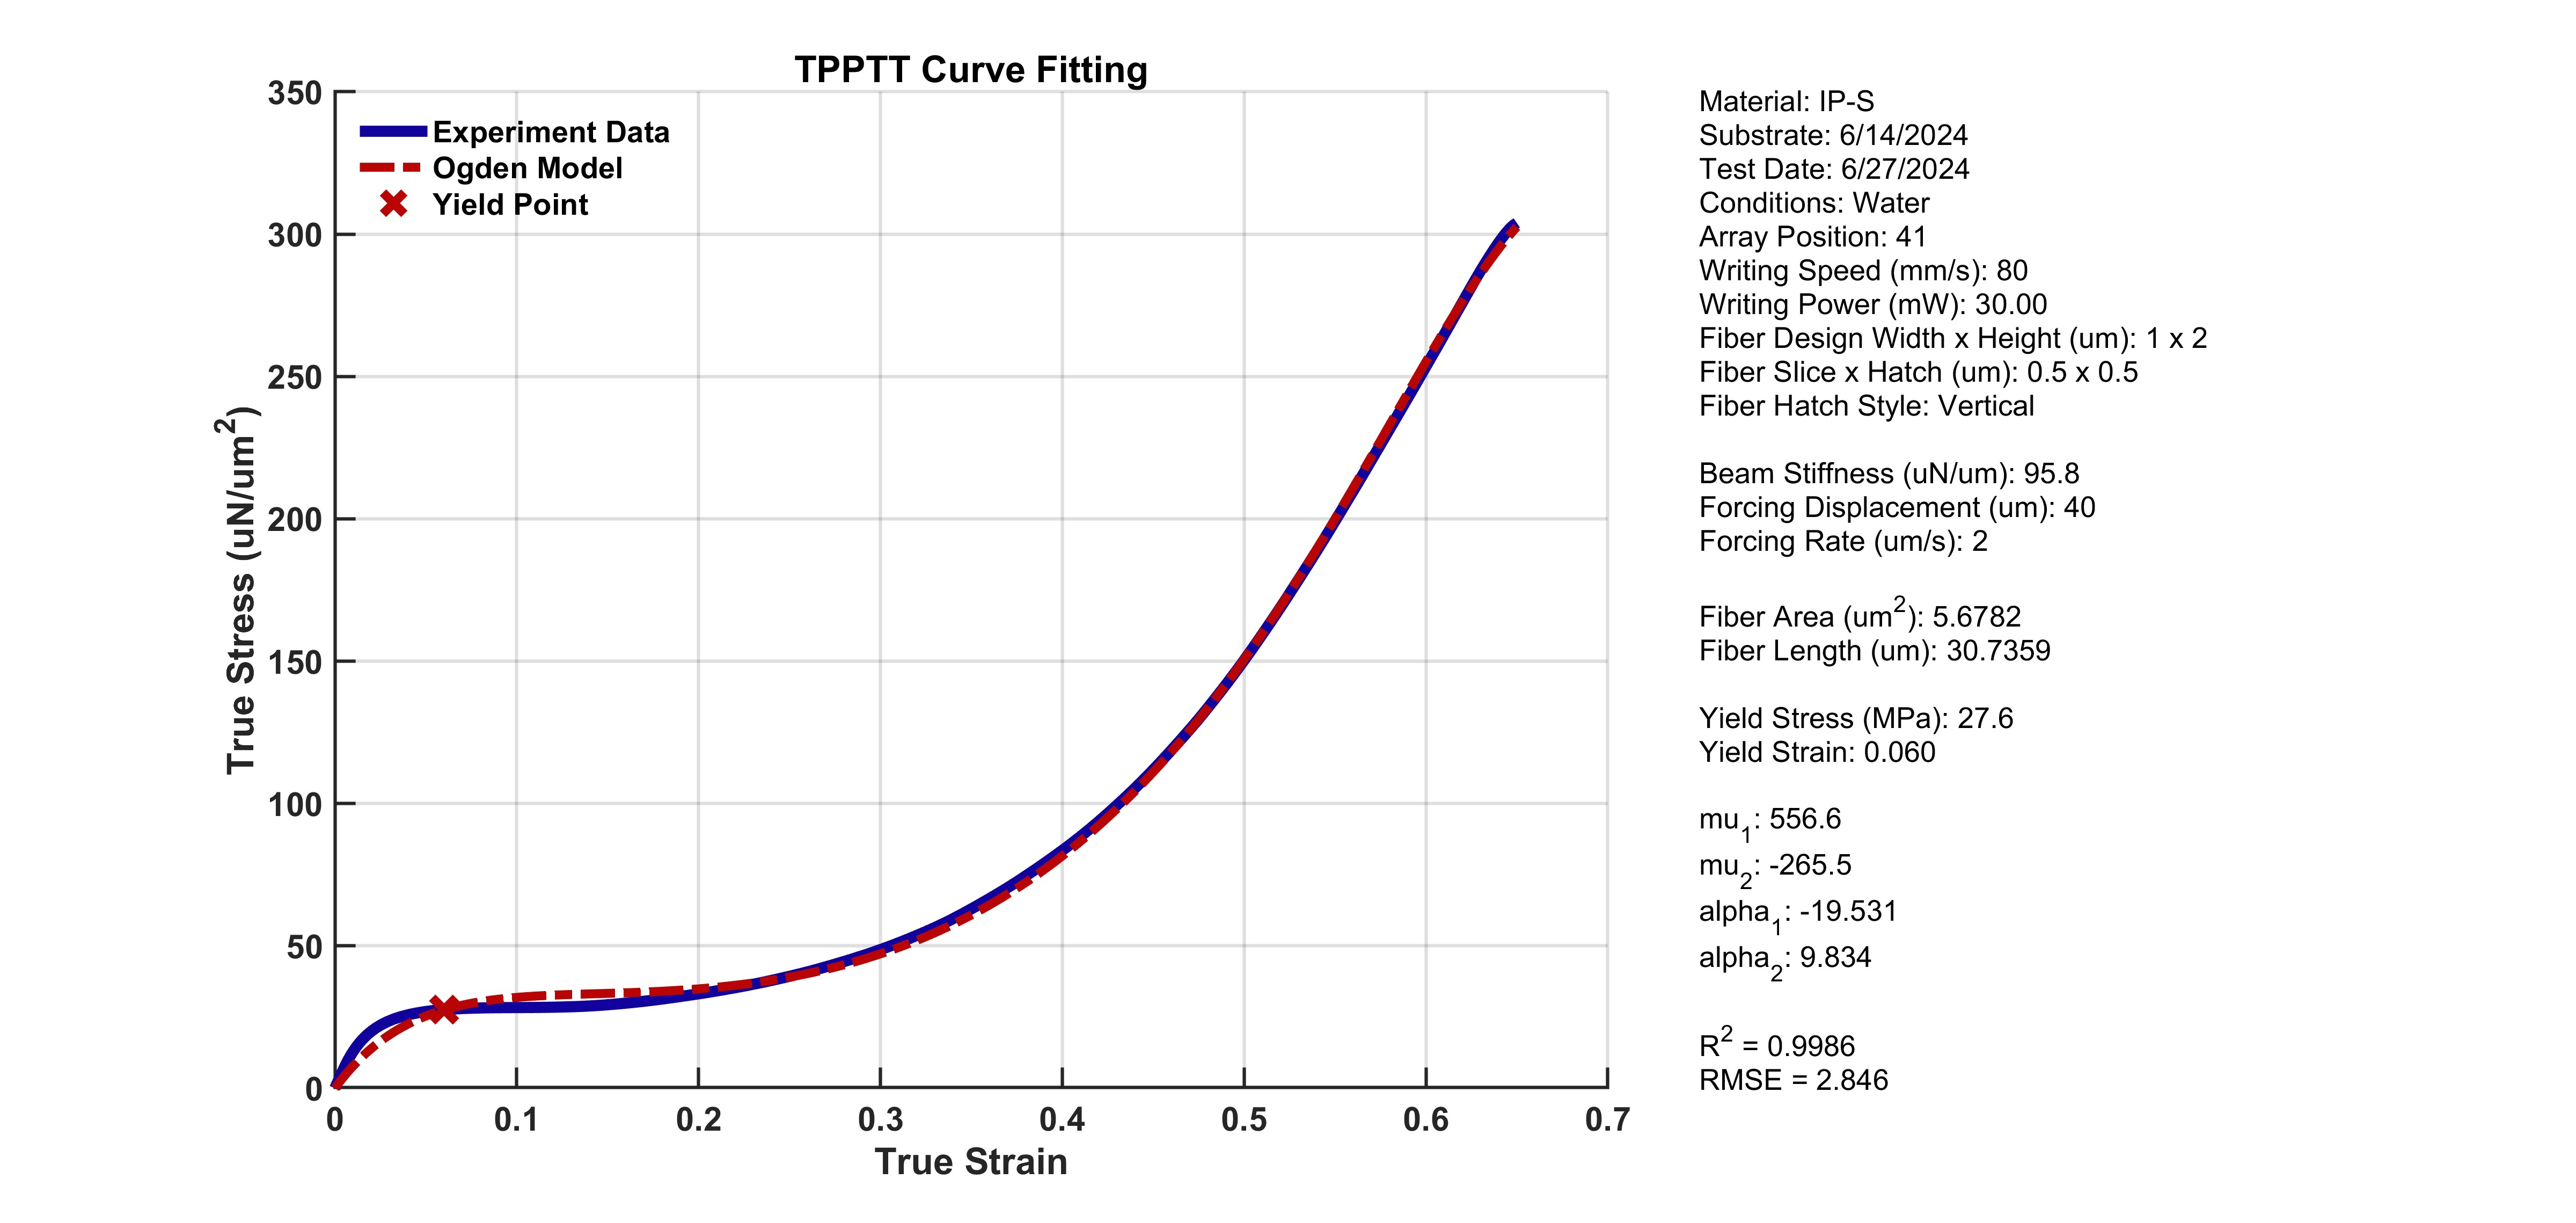 TPPTT Curve Fitting
350
300
250
200
150
100
50
0
True Stress (uN/um²)
Experiment Data
Ogden Model
Yield Point
0 0.1 0.2 0.3 0.4 0.5 0.6 0.7
True Strain
Material: IP-S
Substrate: 6/14/2024
Test Date: 6/27/2024
Conditions: Water
Array Position: 41
Writing Speed (mm/s): 80
Writing Power (mW): 30.00
Fiber Design Width x Height (um): 1 x 2
Fiber Slice x Hatch (um): 0.5 x 0.5
Fiber Hatch Style: Vertical
Beam Stiffness (uN/um): 95.8
Forcing Displacement (um): 40
Forcing Rate (um/s): 2
Fiber Area (um²): 5.6782
Fiber Length (um): 30.7359
Yield Stress (MPa): 27.6
Yield Strain: 0.060
mu₁: 556.6
mu₂: -265.5
alpha₁: -19.531
alpha₂: 9.834
R² = 0.9986
RMSE = 2.846